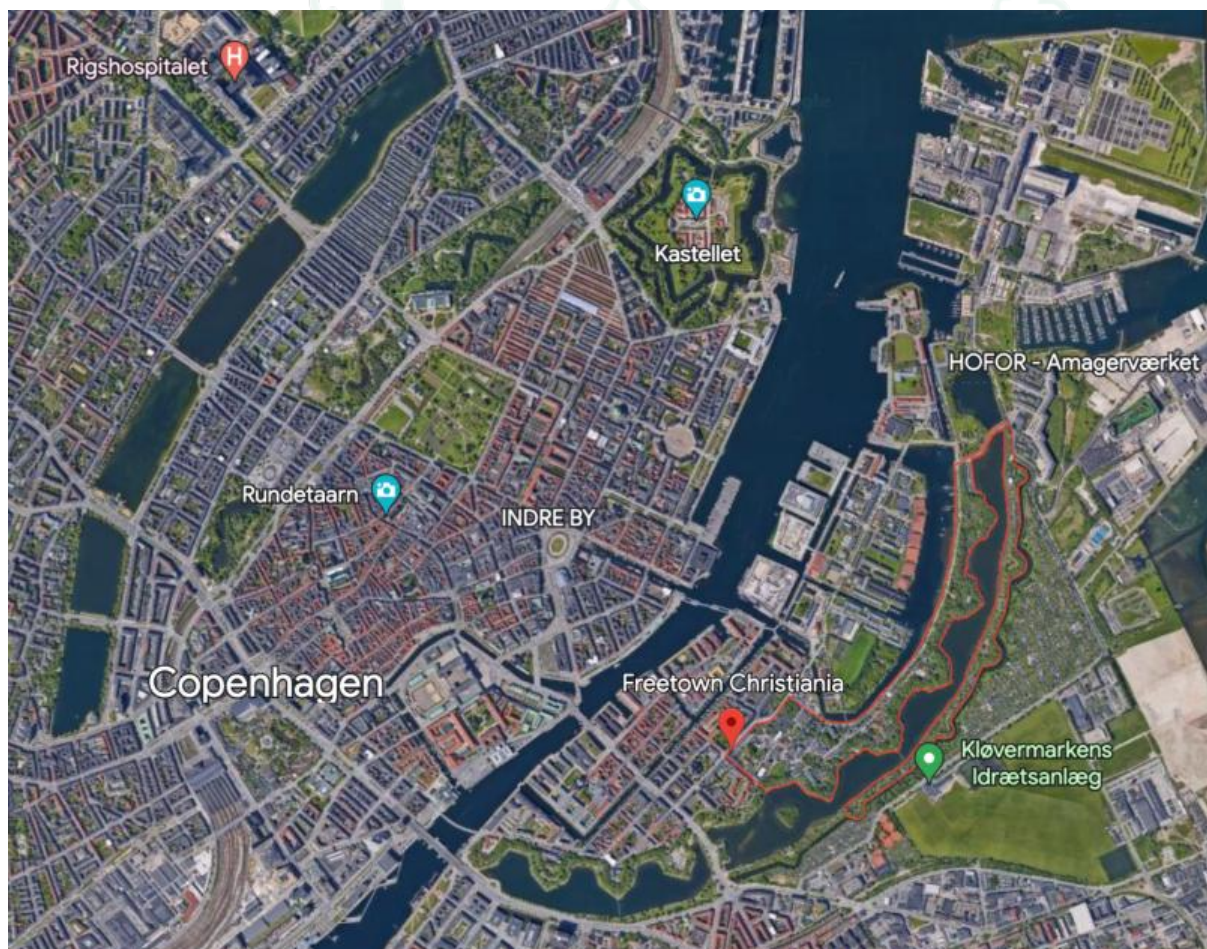 H
Rigshospitalet
Kastellet
HOFOR - Amagerværket
Rundetaarn
INDRE BY
Copenhagen
Freetown Christiania
Kløvermarkens
Idrætsanlæg